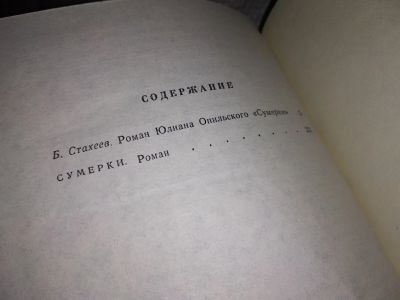 СОДЕРЖАНИЕ
Б. Стахеев. Роман Юлиана Опильского «Сумерки»
СУМЕРКИ. Роман . . . . . . . .